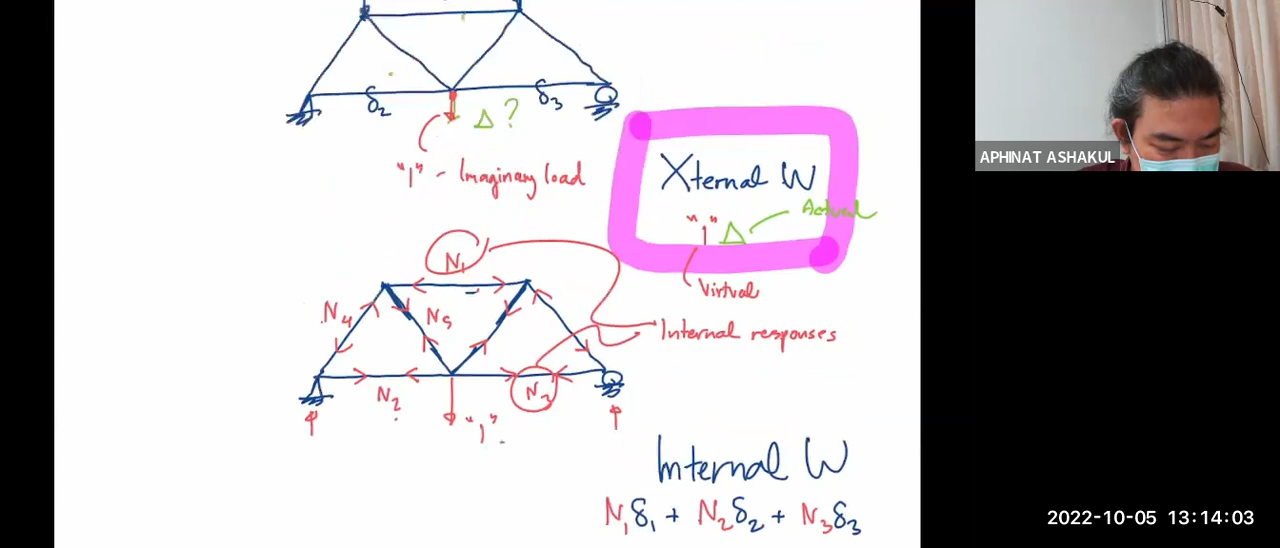 δ2
δ3
Δ ?
"1" - Imaginary load
Xternal W
Actual
"1" Δ
Virtual
N1
N4
N5
Internal responses
N2
N3
"1"
Internal W
N1δ1 + N2δ2 + N3δ3
APHINAT ASHAKUL
2022-10-05 13:14:03